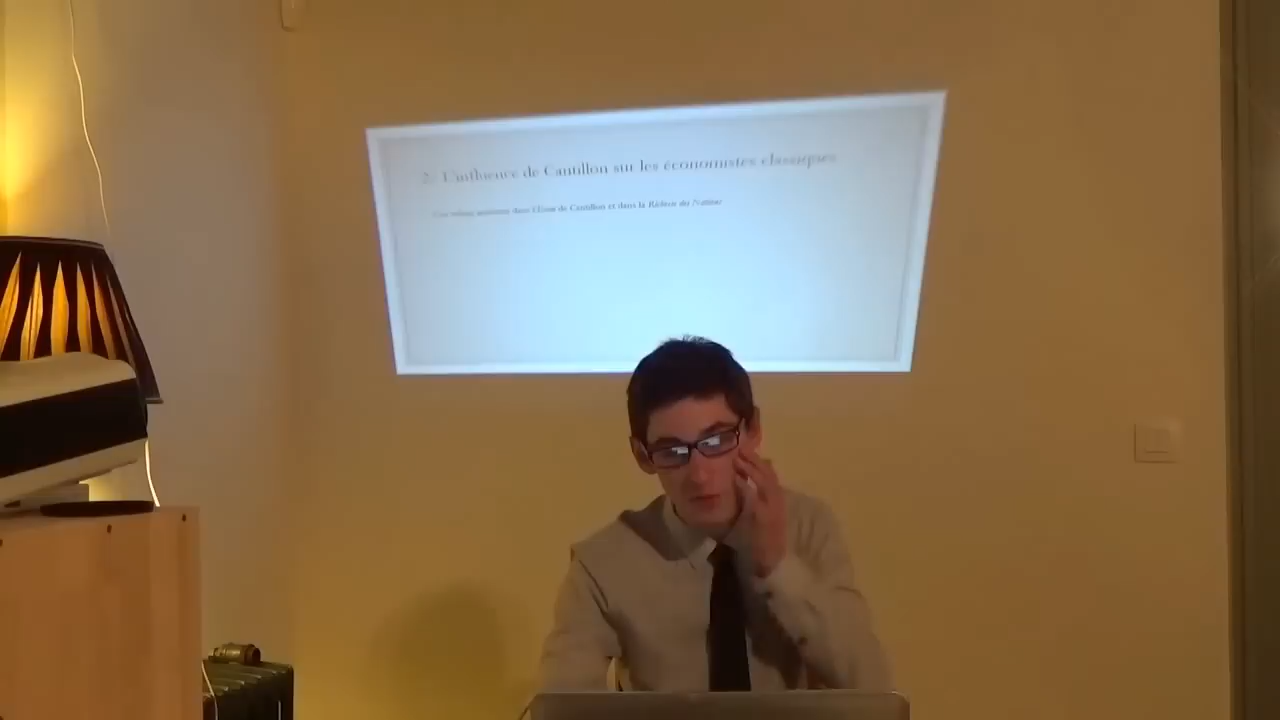 2. L'influence de Cantillon sur les économistes classiques
dans l'Essai de Cantillon et dans la Richesse des Nations